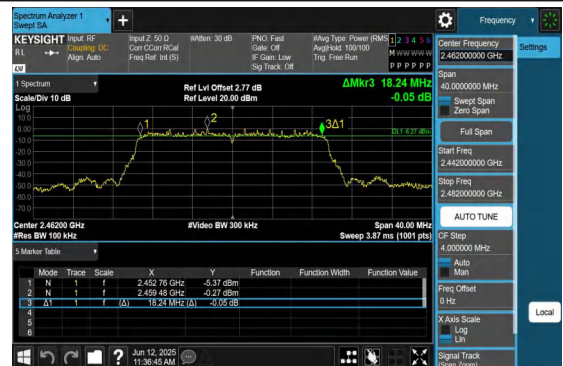 Spectrum Analyzer 1
Swept SA
Frequency
KEYSIGHT
Input: RF
Input Z: 50 Ω
#Atten: 30 dB
PNO: Fast
#Avg Type: Power (RMS)
1 2 3 4 5 6
RL
Coupling: DC
Corr CCorr RCal
Gate: Off
Avg|Hold: 100/100
M W W W W W
Align: Auto
Freq Ref: Int (S)
IF Gain: Low
Trig: Free Run
Sig Track: Off
P P P P P P
LXI
1 Spectrum
Ref Lvl Offset 2.77 dB
ΔMkr3 18.24 MHz
Scale/Div 10 dB
Ref Level 20.00 dBm
-0.05 dB
Log
10.0
0.00
-10.0
-20.0
-30.0
-40.0
-50.0
-60.0
-70.0
1
2
3Δ1
DL1 -6.27 dBm
Center 2.46200 GHz
#Video BW 300 kHz
Span 40.00 MHz
#Res BW 100 kHz
Sweep 3.87 ms (1001 pts)
5 Marker Table
Mode Trace Scale X Y Function Function Width Function Value
1 N 1 f 2.452 76 GHz -5.37 dBm
2 N 1 f 2.459 48 GHz -0.27 dBm
3 Δ1 1 f (Δ) 18.24 MHz (Δ) -0.05 dB
4
5
6
Center Frequency
2.462000000 GHz
Settings
Span
40.0000000 MHz
Swept Span
Zero Span
Full Span
Start Freq
2.442000000 GHz
Stop Freq
2.482000000 GHz
AUTO TUNE
CF Step
4.000000 MHz
Auto
Man
Freq Offset
0 Hz
X Axis Scale
Log
Lin
Local
Signal Track
(Span Zoom)
?
Jun 12, 2025
11:36:45 AM